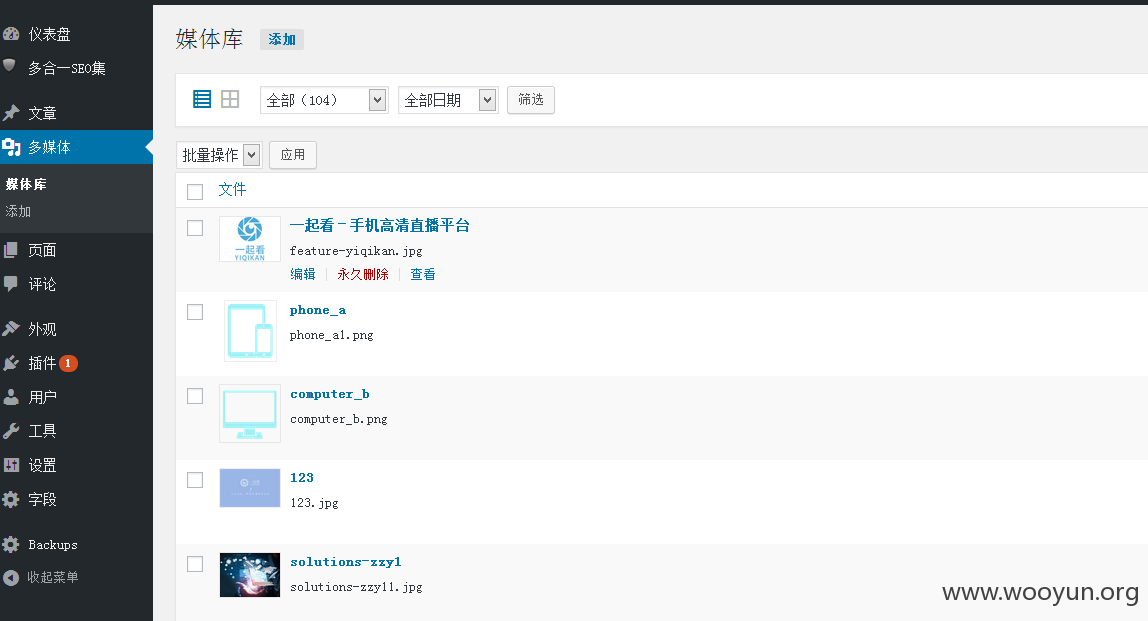 仪表盘
多合一SEO集
文章
多媒体
媒体库
添加
页面
评论
外观
插件 1
用户
工具
设置
字段
Backups
收起菜单
媒体库 添加
全部 (104) 全部日期 筛选
批量操作 应用
文件
一起看
YIQIKAN
一起看-手机高清直播平台
feature-yiqikan.jpg
编辑 | 永久删除 | 查看
phone_a
phone_a1.png
computer_b
computer_b.png
123
123.jpg
solutions-zzy1
solutions-zzy11.jpg
www.wooyun.org